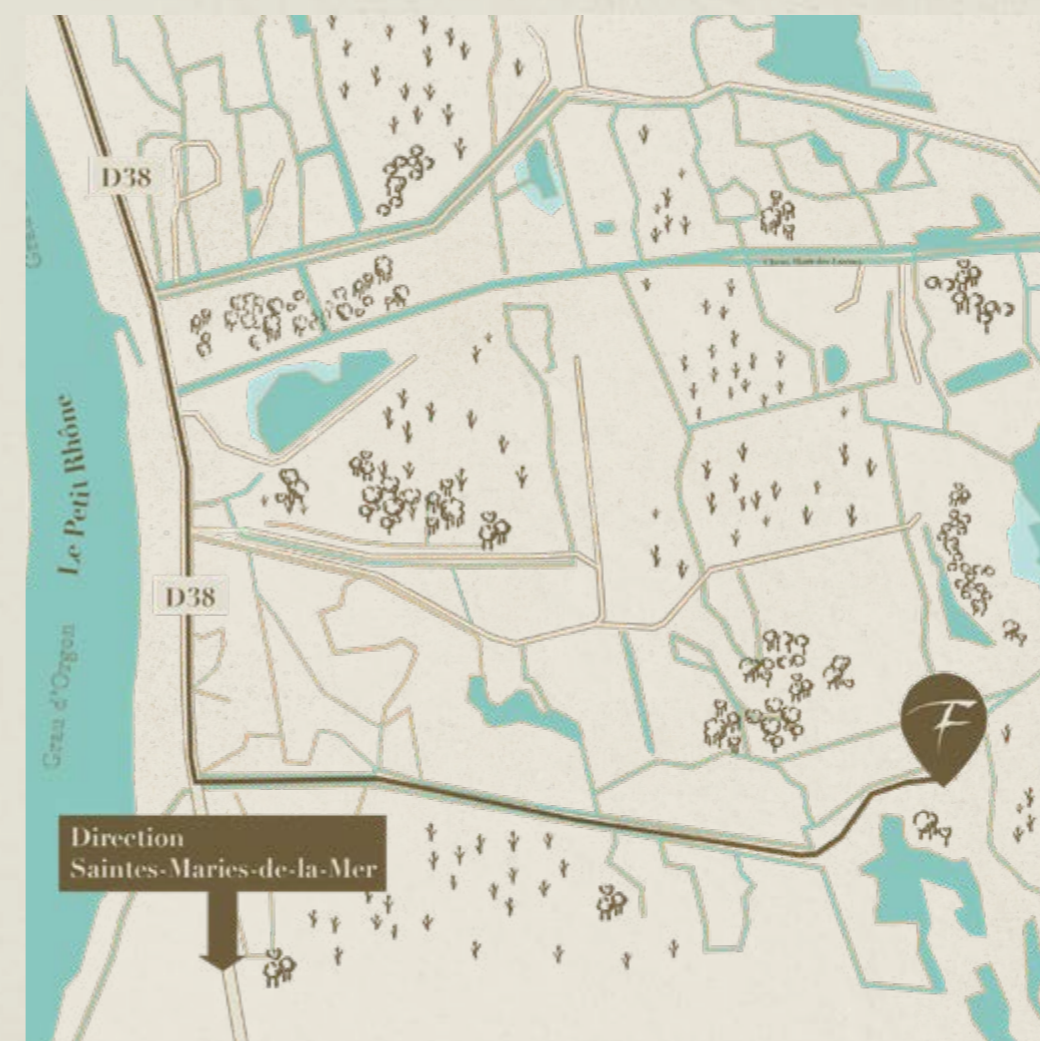 D38
Le Petit Rhône
D38
Grau d'Orgon
Direction
Saintes-Maries-de-la-Mer
F